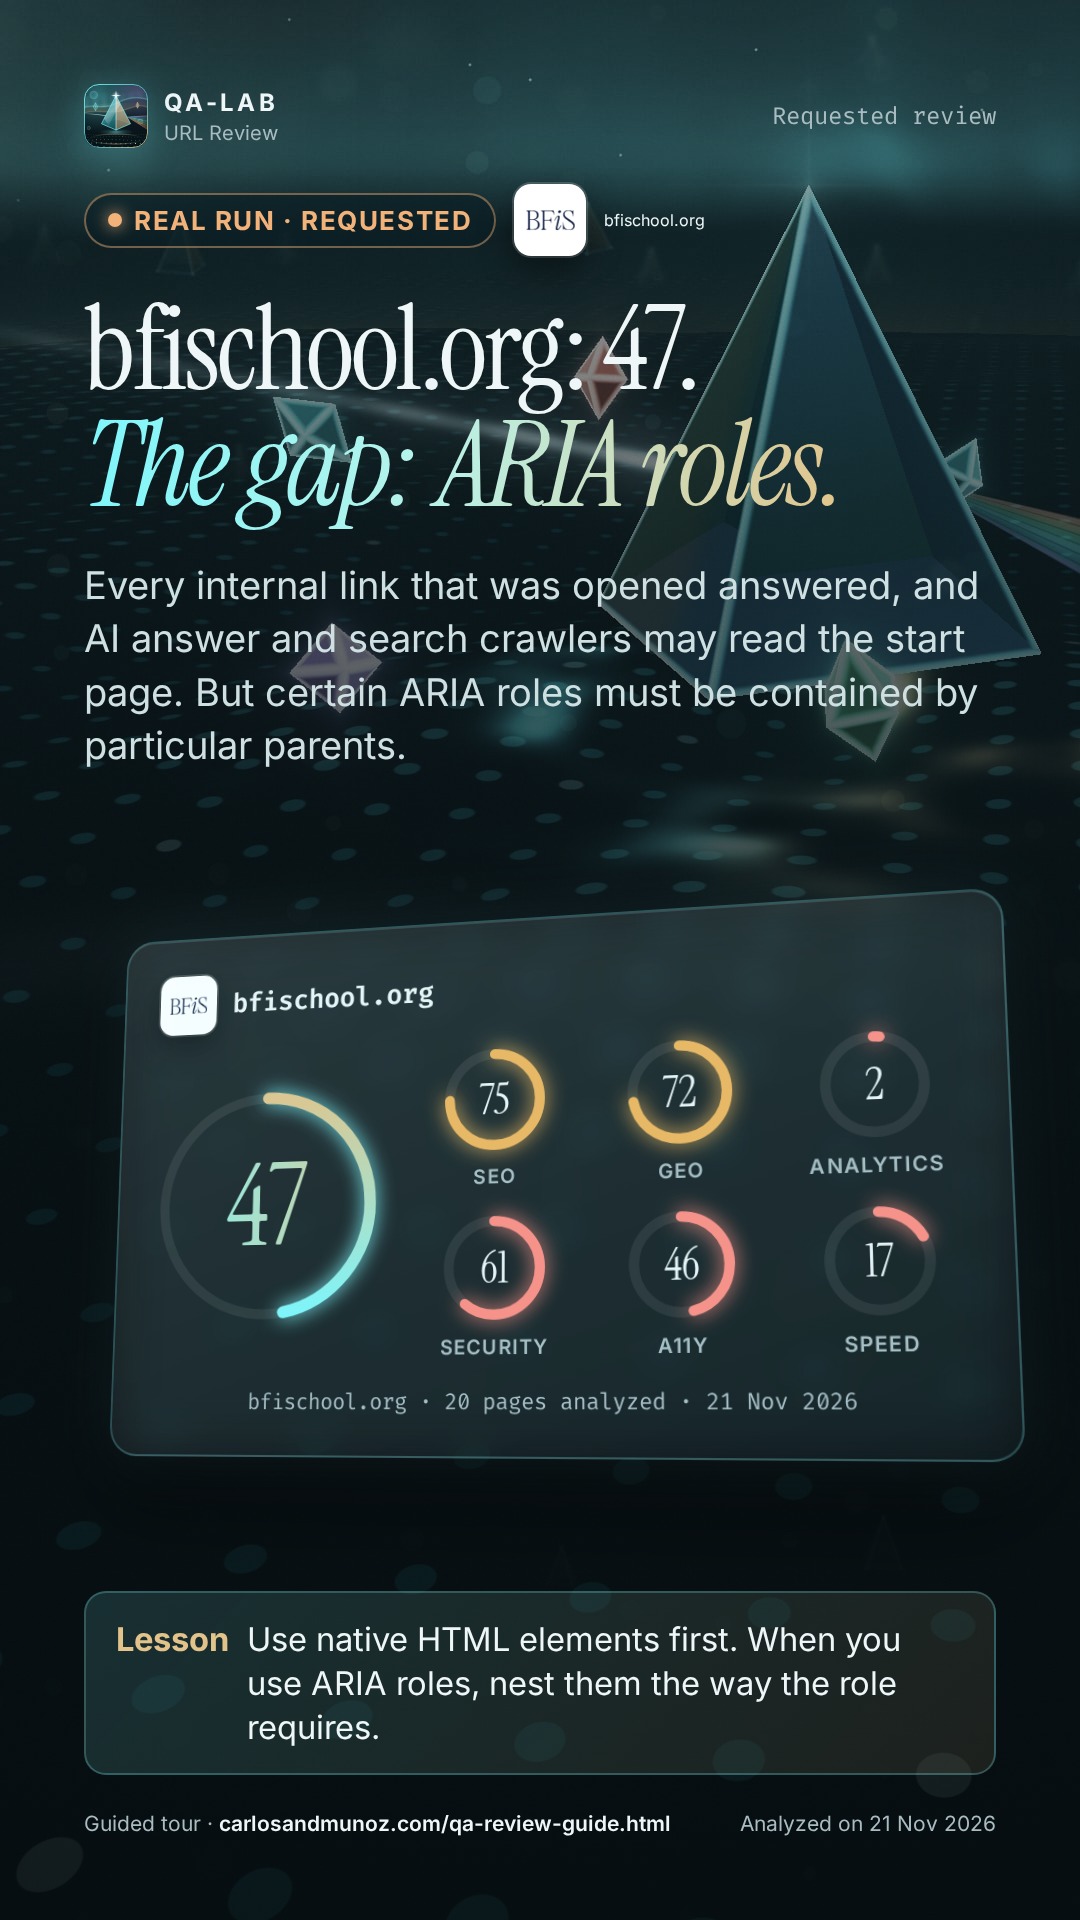 QA-LAB
URL Review
Requested review
REAL RUN · REQUESTED
BFiS
bfischool.org
bfischool.org: 47.
The gap: ARIA roles.
Every internal link that was opened answered, and
AI answer and search crawlers may read the start
page. But certain ARIA roles must be contained by
particular parents.
BFiS
bfischool.org
47
75
SEO
72
GEO
2
ANALYTICS
61
SECURITY
46
A11Y
17
SPEED
bfischool.org · 20 pages analyzed · 21 Nov 2026
Lesson Use native HTML elements first. When you
use ARIA roles, nest them the way the role
requires.
Guided tour · carlosandmunoz.com/qa-review-guide.html
Analyzed on 21 Nov 2026